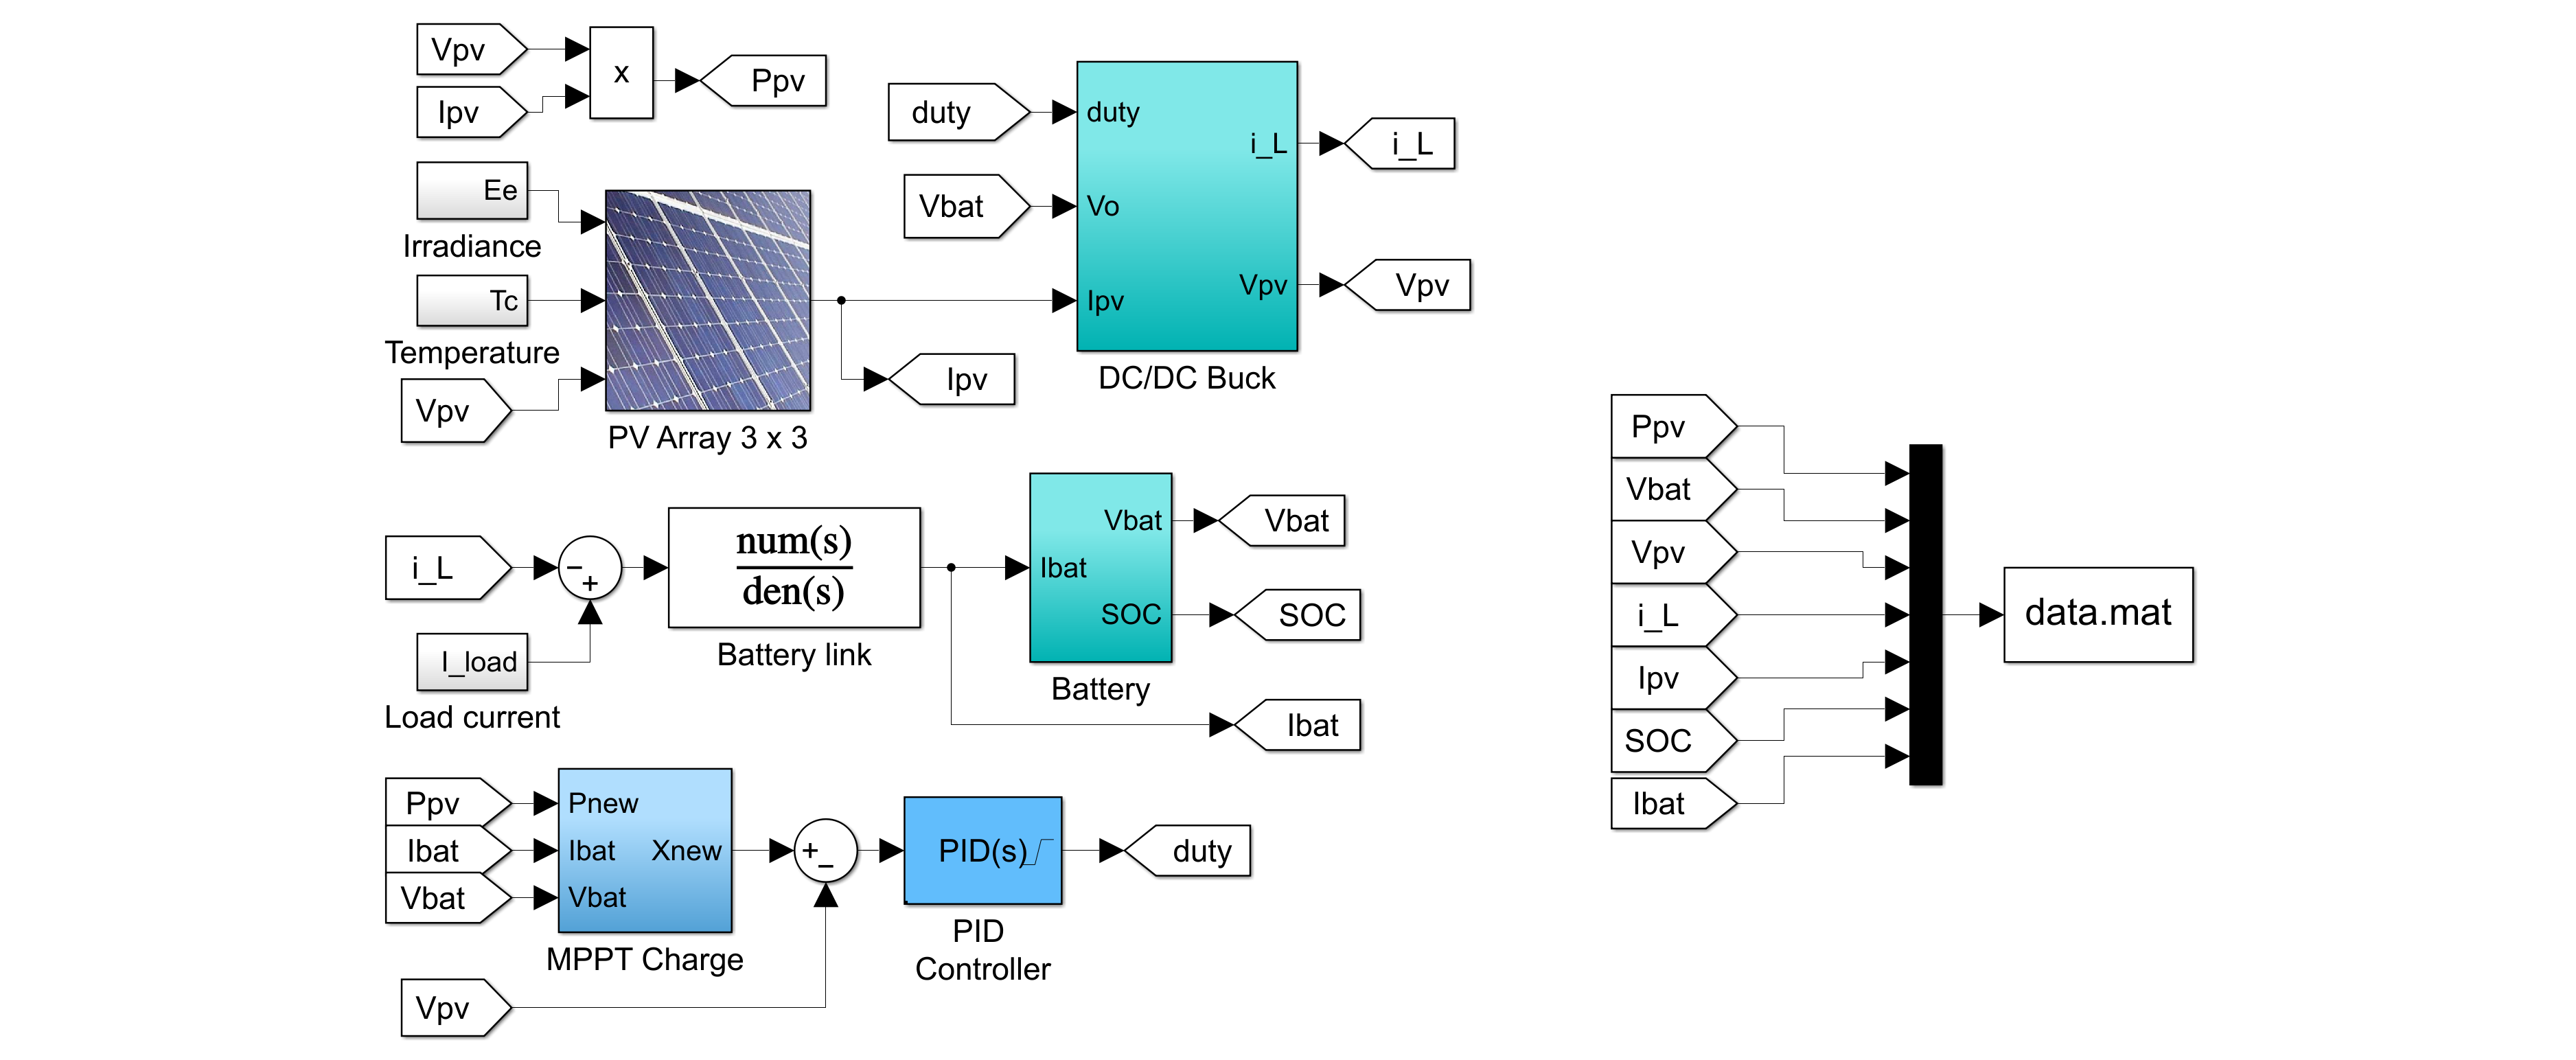 Vpv
x
Ppv
Ipv
duty
duty
i_L
i_L
Ee
Irradiance
Vbat
Vo
Tc
Temperature
Ipv
Vpv
Vpv
Vpv
Ipv
PV Array 3 x 3
DC/DC Buck
i_L
−
+
num(s)
den(s)
Battery link
I_load
Load current
Ibat
Vbat
SOC
Battery
Vbat
SOC
Ibat
Ppv
Ibat
Vbat
Pnew
Ibat
Vbat
Xnew
MPPT Charge
+
−
PID(s)
PID
Controller
duty
Vpv
Ppv
Vbat
Vpv
i_L
Ipv
SOC
Ibat
data.mat